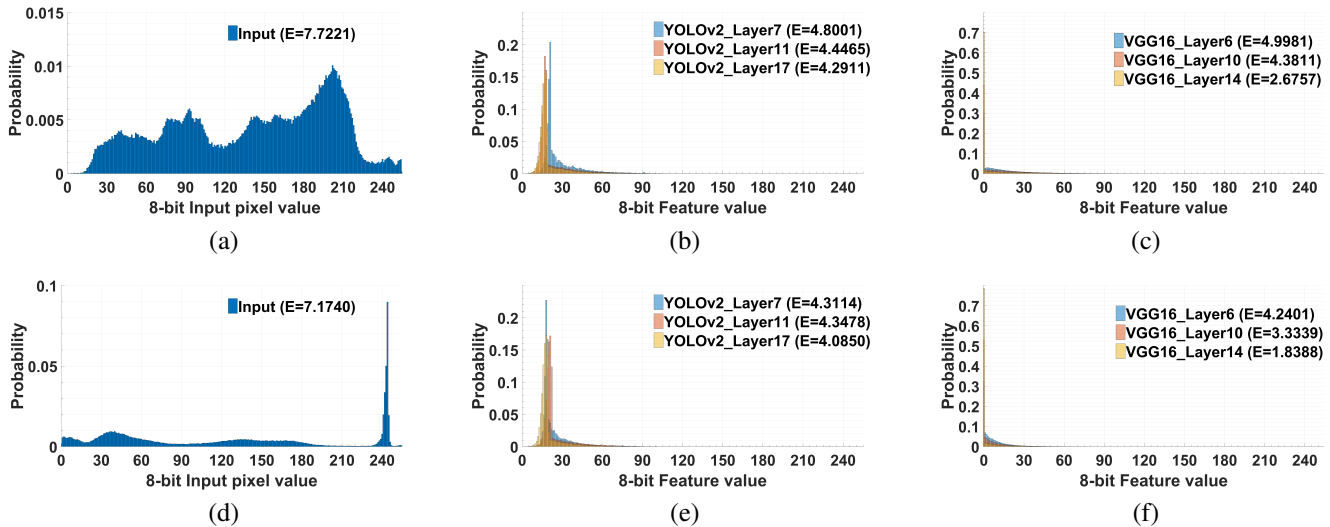 0.015
0.01
0.005
0
Probability
Input (E=7.7221)
0 30 60 90 120 150 180 210 240
8-bit Input pixel value
(a)
0.2
0.15
0.1
0.05
0
Probability
YOLOv2_Layer7 (E=4.8001)
YOLOv2_Layer11 (E=4.4465)
YOLOv2_Layer17 (E=4.2911)
0 30 60 90 120 150 180 210 240
8-bit Feature value
(b)
0.7
0.6
0.5
0.4
0.3
0.2
0.1
0
Probability
VGG16_Layer6 (E=4.9981)
VGG16_Layer10 (E=4.3811)
VGG16_Layer14 (E=2.6757)
0 30 60 90 120 150 180 210 240
8-bit Feature value
(c)
0.1
0.05
0
Probability
Input (E=7.1740)
0 30 60 90 120 150 180 210 240
8-bit Input pixel value
(d)
0.2
0.15
0.1
0.05
0
Probability
YOLOv2_Layer7 (E=4.3114)
YOLOv2_Layer11 (E=4.3478)
YOLOv2_Layer17 (E=4.0850)
0 30 60 90 120 150 180 210 240
8-bit Feature value
(e)
0.7
0.6
0.5
0.4
0.3
0.2
0.1
0
Probability
VGG16_Layer6 (E=4.2401)
VGG16_Layer10 (E=3.3339)
VGG16_Layer14 (E=1.8388)
0 30 60 90 120 150 180 210 240
8-bit Feature value
(f)